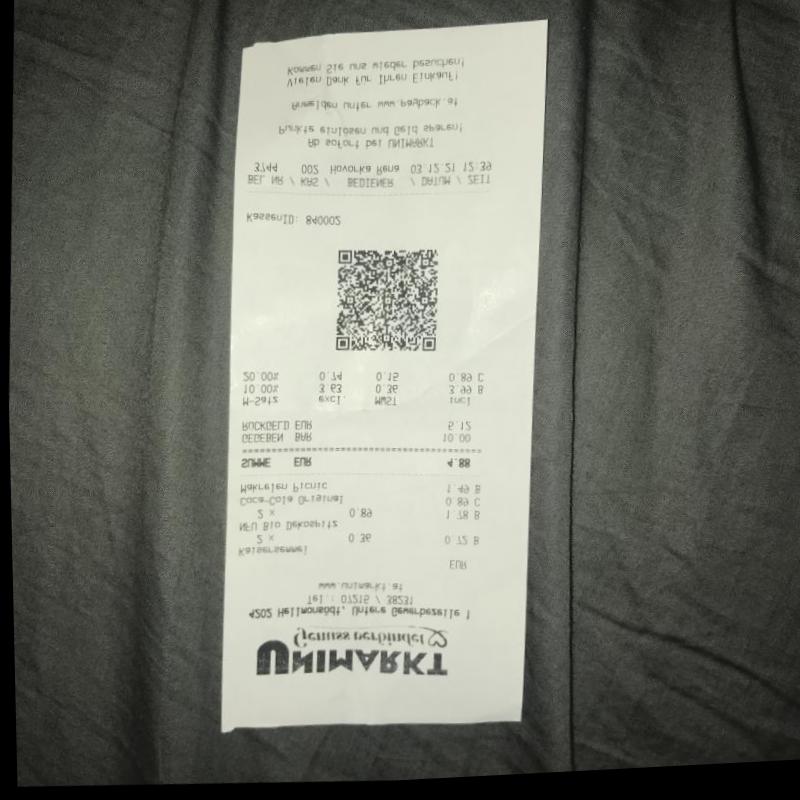 UNIMARKT
Genuss verbindet
4202 Hellmonsödt, Untere Gewerbezeile 1
Tel.: 07215 / 38231
www.unimarkt.at
EUR
Kaisersemmel
2 x 0.36 0.72 B
NFU Bio Dekospitz
2 x 0.89 1.78 B
Coca-Cola Original 0.89 C
Makrelen Picnic 1.49 B
SUMME EUR 4.88
GEGEBEN BAR 10.00
RÜCKGELD EUR 5.12
M-Satz excl. MWST incl
10.00% 3.63 0.36 3.99 B
20.00% 0.74 0.15 0.89 C
KassenID: 840002
BEL NR / KAS / BEDIENER / DATUM / ZEIT
3744 002 Hovorka Rena 03.12.21 12:39
Ab sofort bei UNIMARKT
Punkte einlösen und Geld sparen!
Anmelden unter www.payback.at
Vielen Dank für Ihren Einkauf!
Kommen Sie uns wieder besuchen!